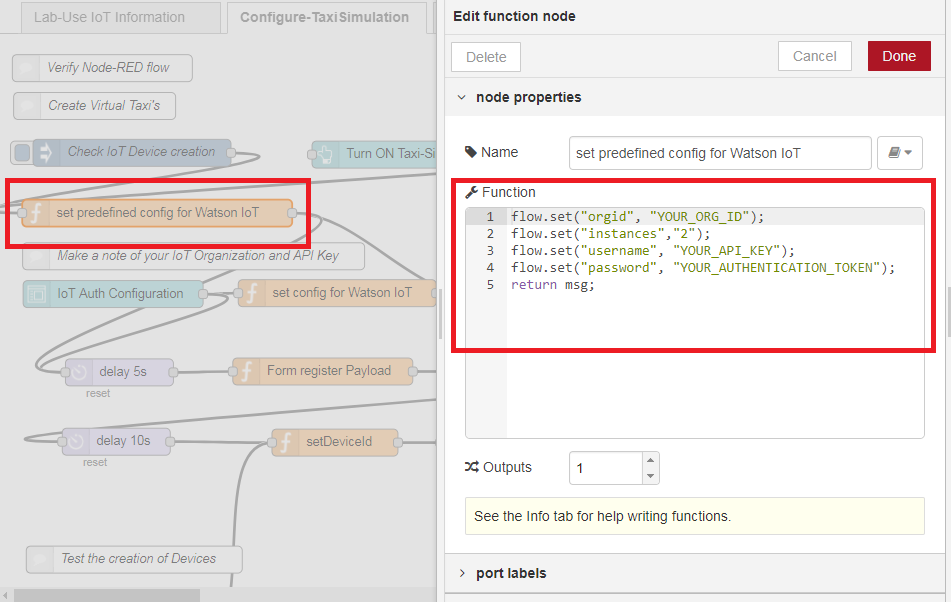 Lab-Use IoT Information
Configure-TaxiSimulation
Verify Node-RED flow
Create Virtual Taxi's
Check IoT Device creation
Turn ON Taxi-Si
set predefined config for Watson IoT
Make a note of your IoT Organization and API Key
IoT Auth Configuration
set config for Watson IoT
delay 5s
reset
Form register Payload
delay 10s
reset
setDeviceId
Test the creation of Devices
Edit function node
Delete
Cancel
Done
node properties
Name
set predefined config for Watson IoT
Function
1 flow.set("orgid", "YOUR_ORG_ID");
2 flow.set("instances","2");
3 flow.set("username", "YOUR_API_KEY");
4 flow.set("password", "YOUR_AUTHENTICATION_TOKEN");
5 return msg;
Outputs
1
See the Info tab for help writing functions.
port labels